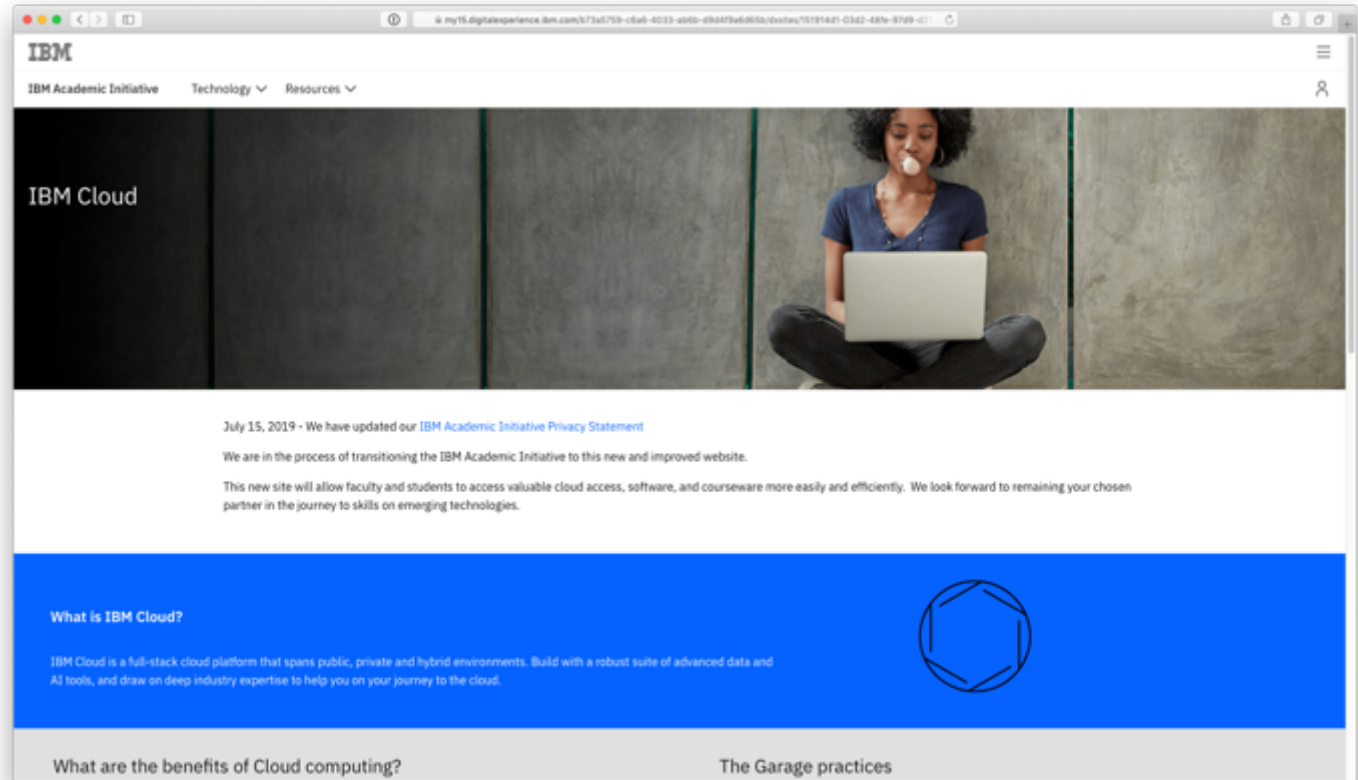 IBM
IBM Academic Initiative Technology Resources
IBM Cloud
July 15, 2019 - We have updated our IBM Academic Initiative Privacy Statement
We are in the process of transitioning the IBM Academic Initiative to this new and improved website.
This new site will allow faculty and students to access valuable cloud access, software, and courseware more easily and efficiently. We look forward to remaining your chosen
partner in the journey to skills on emerging technologies.
What is IBM Cloud?
IBM Cloud is a full-stack cloud platform that spans public, private and hybrid environments. Build with a robust suite of advanced data and
AI tools, and draw on deep industry expertise to help you on your journey to the cloud.
What are the benefits of Cloud computing?
The Garage practices